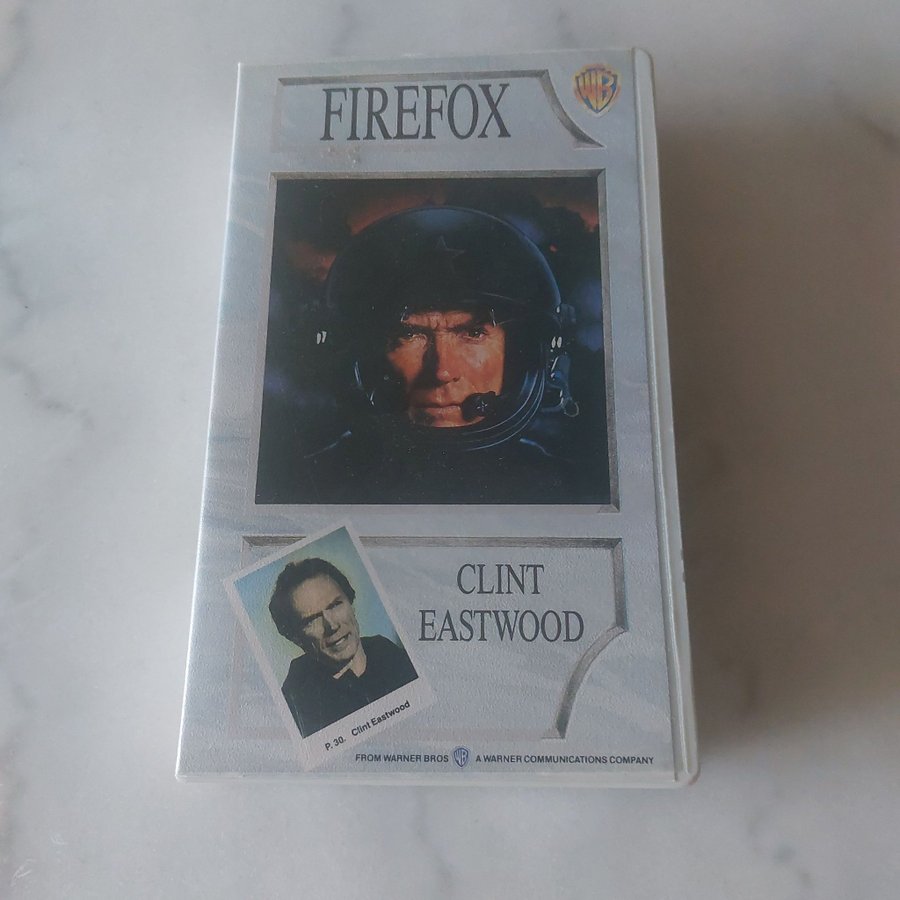 FIREFOX
WB
CLINT
EASTWOOD
P. 30. Clint Eastwood
FROM WARNER BROS WB A WARNER COMMUNICATIONS COMPANY